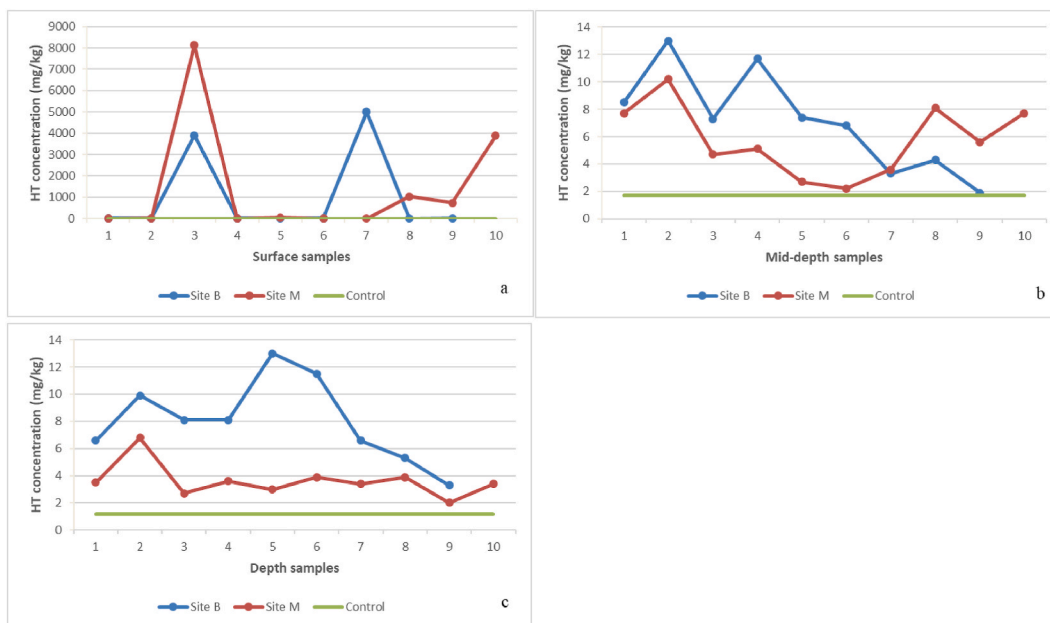 HT concentration (mg/kg)
9000
8000
7000
6000
5000
4000
3000
2000
1000
0
1 2 3 4 5 6 7 8 9 10
Surface samples
Site B Site M Control
a
HT concentration (mg/kg)
14
12
10
8
6
4
2
0
1 2 3 4 5 6 7 8 9 10
Mid-depth samples
Site B Site M Control
b
HT concentration (mg/kg)
14
12
10
8
6
4
2
0
1 2 3 4 5 6 7 8 9 10
Depth samples
Site B Site M Control
c